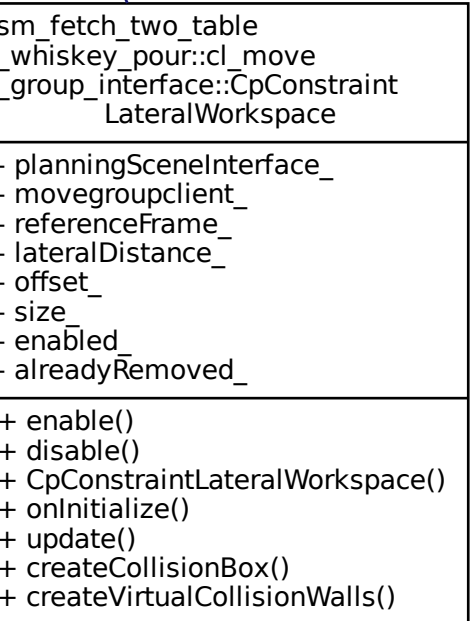 sm_fetch_two_table
_whiskey_pour::cl_move
_group_interface::CpConstraint
LateralWorkspace
- planningSceneInterface_
- movegroupclient_
- referenceFrame_
- lateralDistance_
- offset_
- size_
- enabled_
- alreadyRemoved_
+ enable()
+ disable()
+ CpConstraintLateralWorkspace()
+ onInitialize()
+ update()
+ createCollisionBox()
+ createVirtualCollisionWalls()